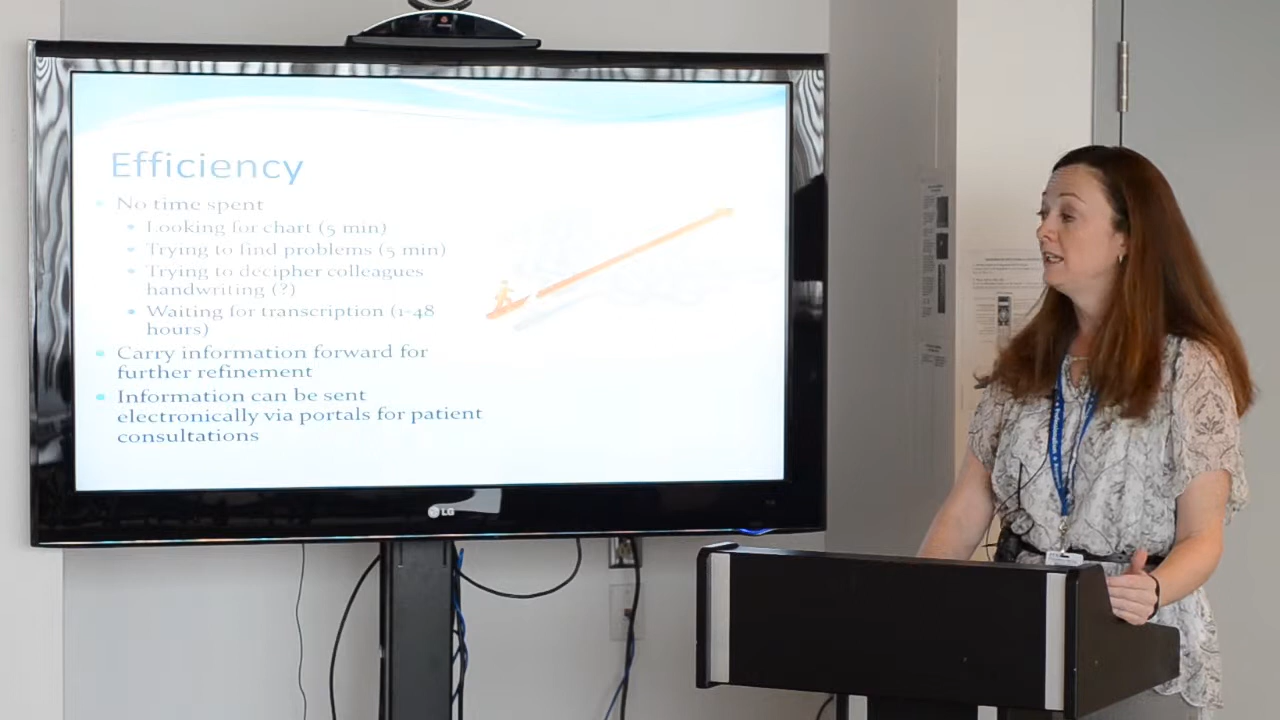 Efficiency
No time spent
Looking for chart (5 min)
Trying to find problems (5 min)
Trying to decipher colleagues
handwriting (?)
Waiting for transcription (1-48
hours)
Carry information forward for
further refinement
Information can be sent
electronically via portals for patient
consultations
LG